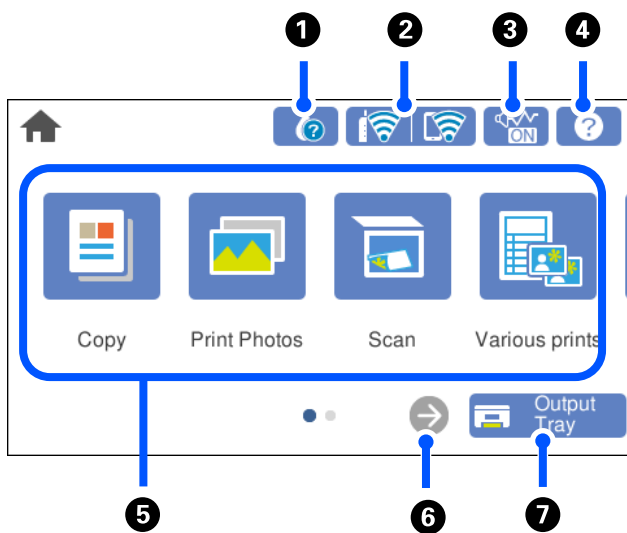 1 2 3 4
? ON ?
Copy Print Photos Scan Various prints
Output
Tray
5 6 7